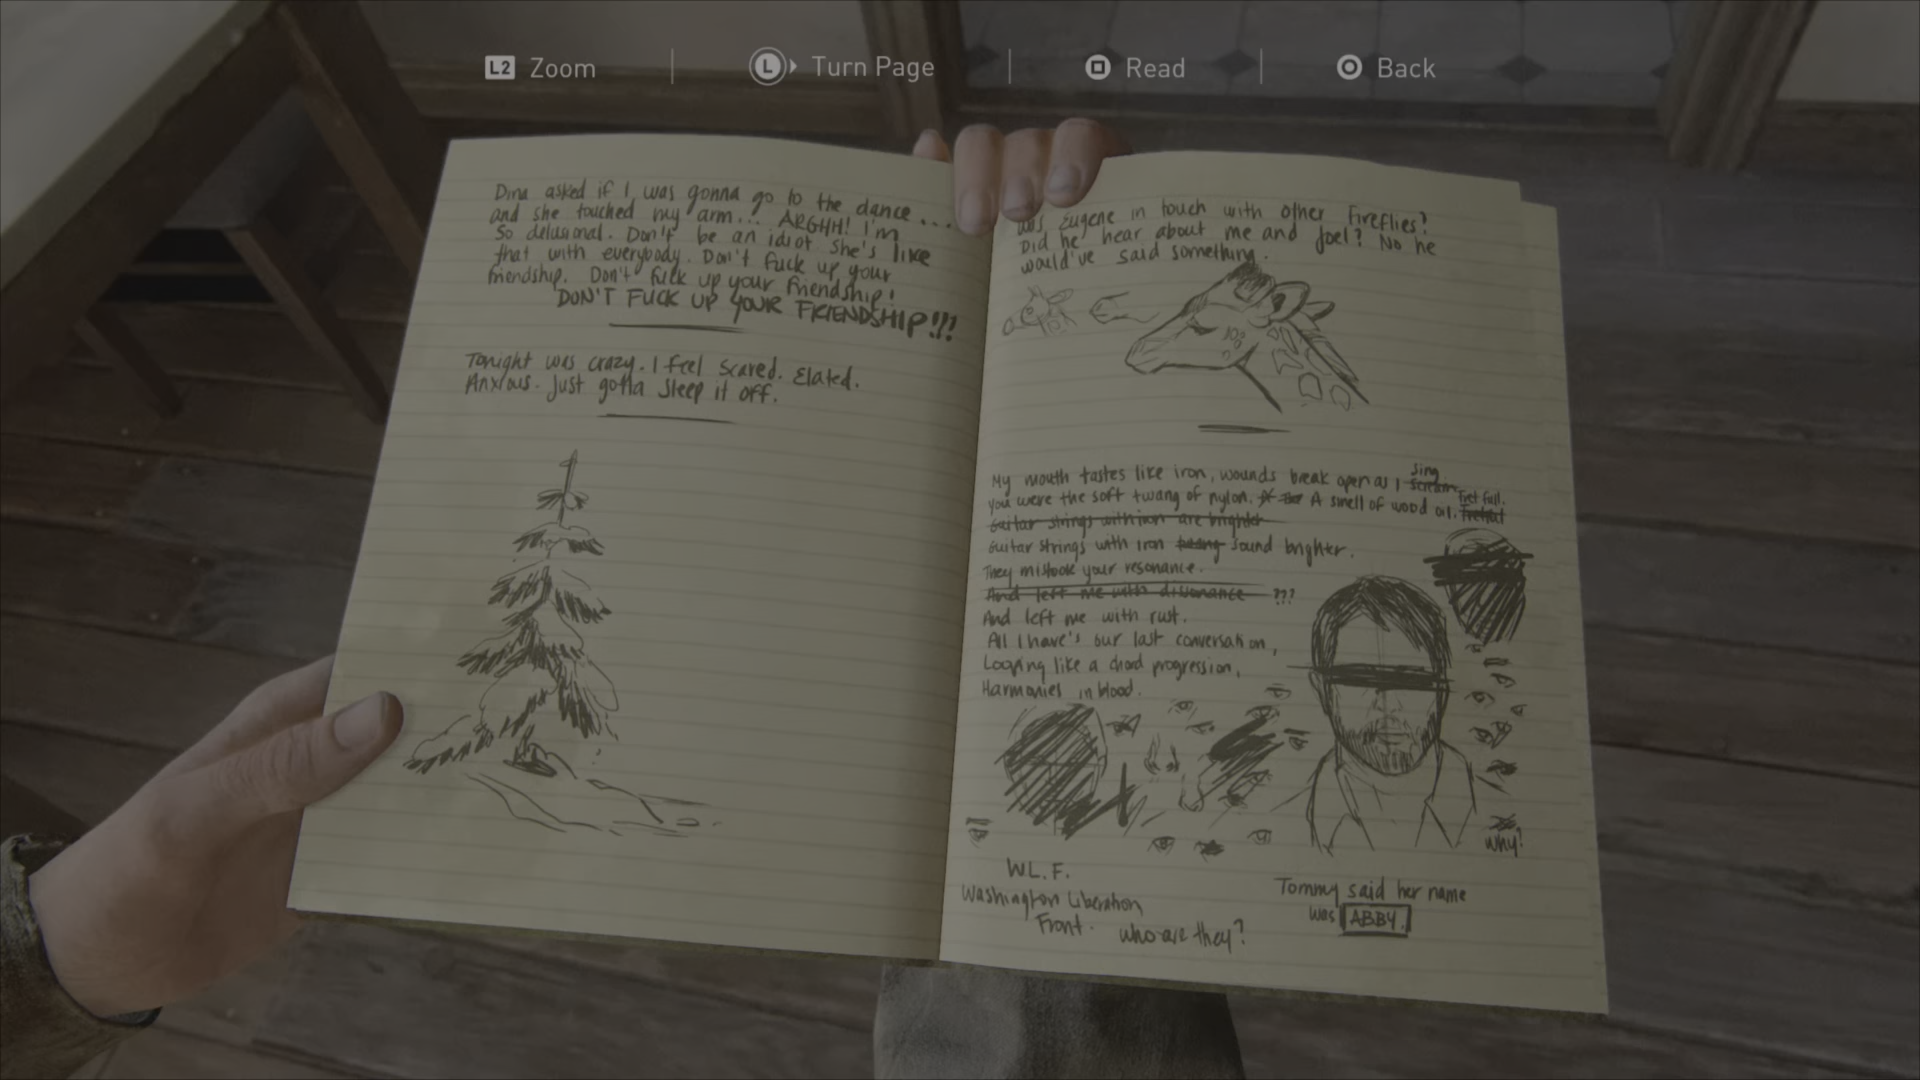 L2 Zoom
L Turn Page
Read
Back
Dina asked if I was gonna go to the dance...
and she touched my arm... ARGHH! I'm
so delusional. Don't be an idiot she's like
that with everybody. Don't fuck up your
friendship. Don't fuck up your friendship!
DON'T FUCK UP YOUR FRIENDSHIP!!!
Tonight was crazy. I feel scared. Elated.
Anxious. Just gotta sleep it off.
Was Eugene in touch with other fireflies?
Did he hear about me and Joel? No he
would've said something.
My mouth tastes like iron, wounds break open as I scream sing
You were the soft twang of nylon. A smell of wood oil. Fretful Fret full.
Guitar strings with iron are brighter
Guitar strings with iron sound brighter.
They mistook your resonance.
And left me with dissonance ???
And left me with rust.
All I have's our last conversation,
Looping like a chord progression,
Harmonies in blood.
why?
W.L.F.
Washington Liberation
Front. who are they?
Tommy said her name
was ABBY.